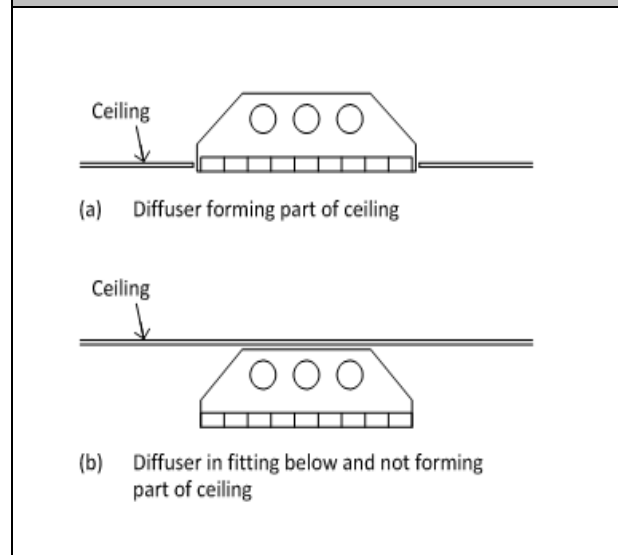 Ceiling
(a) Diffuser forming part of ceiling
Ceiling
(b) Diffuser in fitting below and not forming
part of ceiling